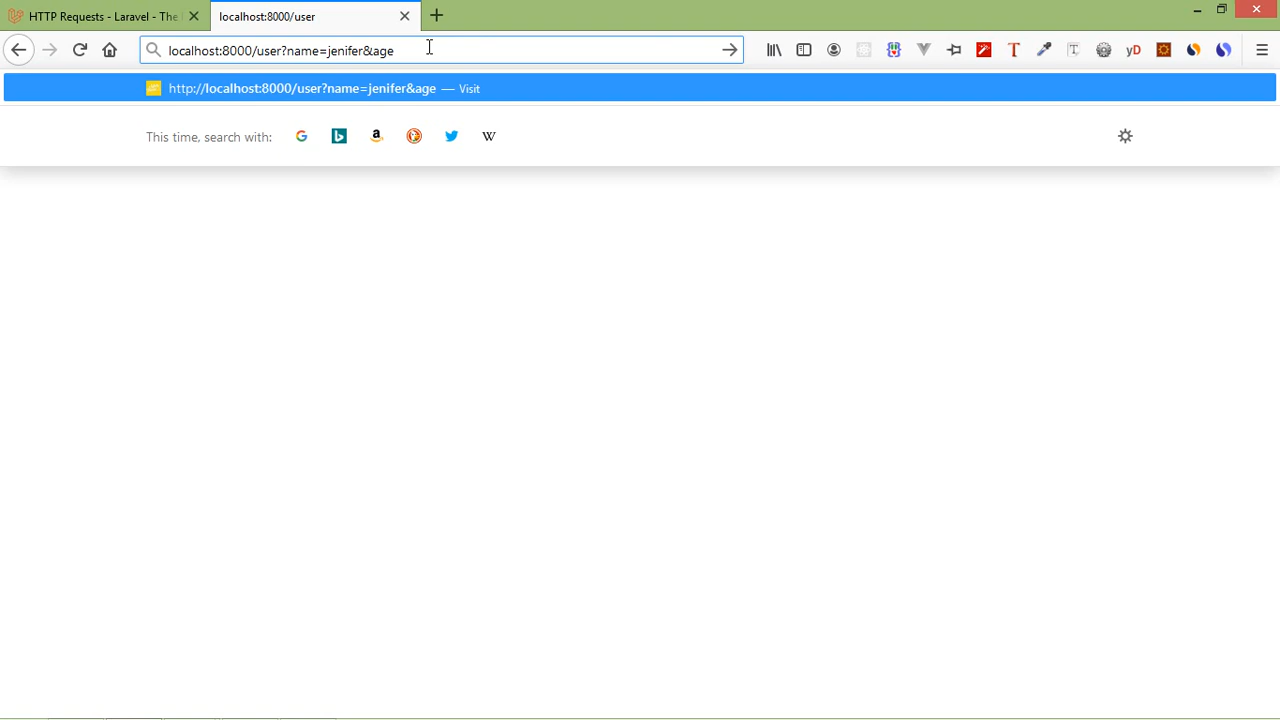 HTTP Requests - Laravel - The
localhost:8000/user
localhost:8000/user?name=jenifer&age
http://localhost:8000/user?name=jenifer&age — Visit
This time, search with: